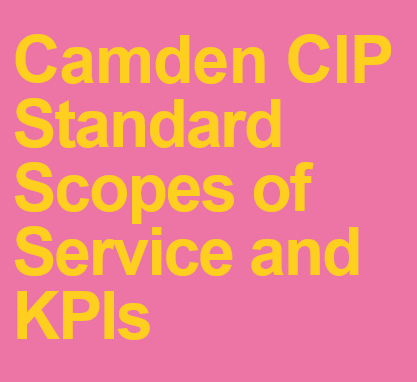 Camden CIP
Standard
Scopes of
Service and
KPIs